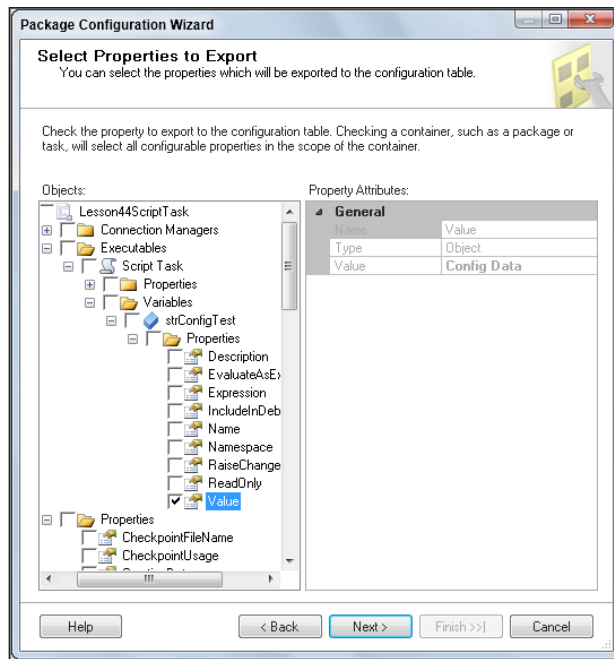 Package Configuration Wizard
Select Properties to Export
You can select the properties which will be exported to the configuration table.
Check the property to export to the configuration table. Checking a container, such as a package or
task, will select all configurable properties in the scope of the container.
Objects:
Lesson44ScriptTask
Connection Managers
Executables
Script Task
Properties
Variables
strConfigTest
Properties
Description
EvaluateAsEx
Expression
IncludeInDeb
Name
Namespace
RaiseChange
ReadOnly
Value
Properties
CheckpointFileName
CheckpointUsage
Property Attributes:
General
Name Value
Type Object
Value Config Data
Help
< Back
Next >
Finish >>|
Cancel